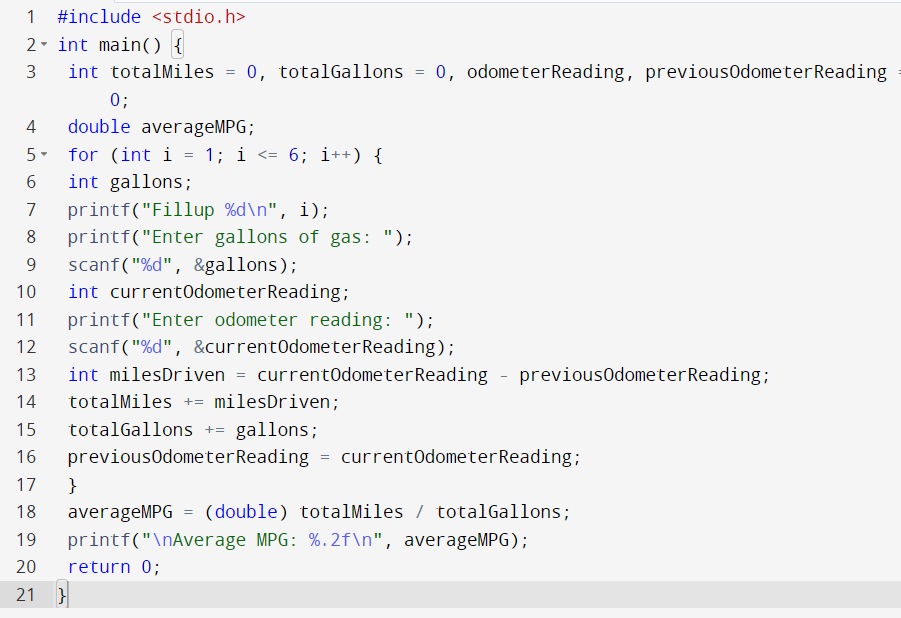 1 #include <stdio.h>
2 int main() {
3 int totalMiles = 0, totalGallons = 0, odometerReading, previousOdometerReading =
0;
4 double averageMPG;
5 for (int i = 1; i <= 6; i++) {
6 int gallons;
7 printf("Fillup %d\n", i);
8 printf("Enter gallons of gas: ");
9 scanf("%d", &gallons);
10 int currentOdometerReading;
11 printf("Enter odometer reading: ");
12 scanf("%d", &currentOdometerReading);
13 int milesDriven = currentOdometerReading - previousOdometerReading;
14 totalMiles += milesDriven;
15 totalGallons += gallons;
16 previousOdometerReading = currentOdometerReading;
17 }
18 averageMPG = (double) totalMiles / totalGallons;
19 printf("\nAverage MPG: %.2f\n", averageMPG);
20 return 0;
21 }